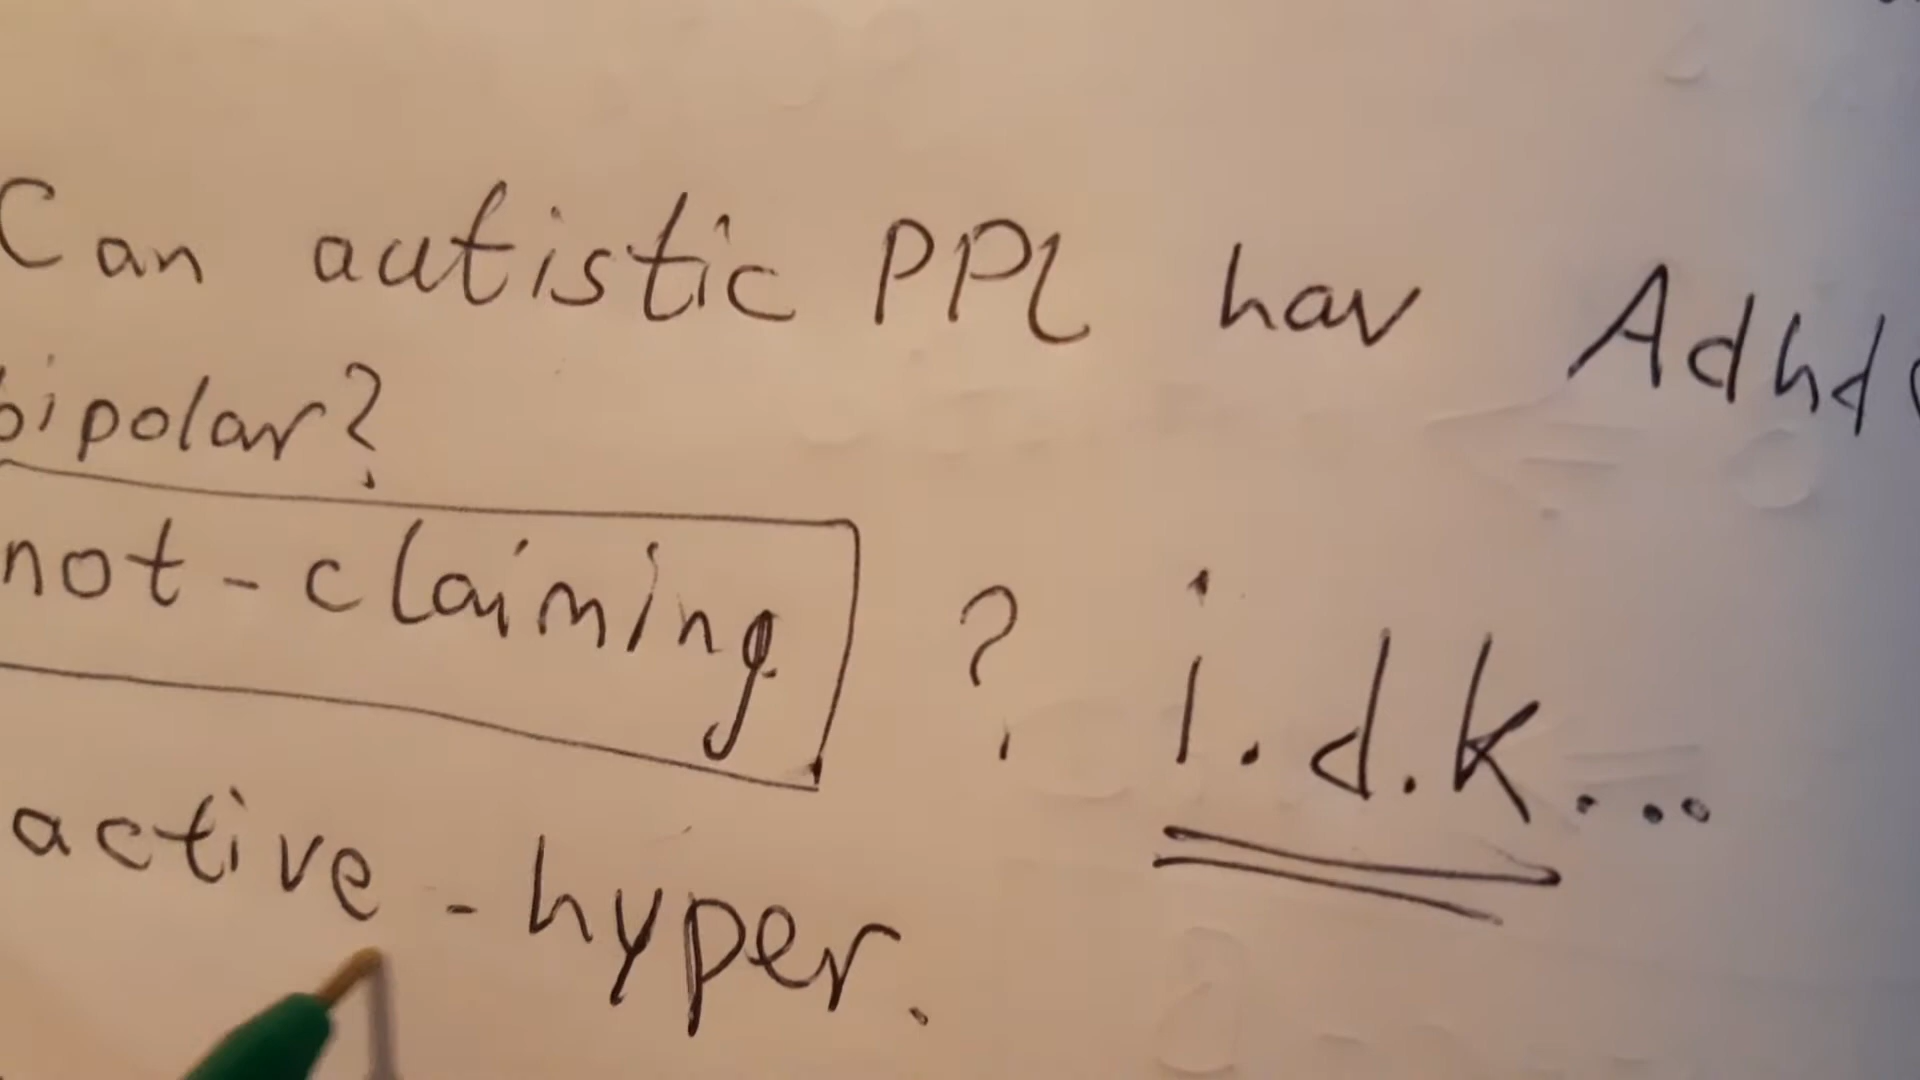 Can autistic PPl hav Adhd
bipolar?
not-claiming ? i.d.k...
active-hyper.